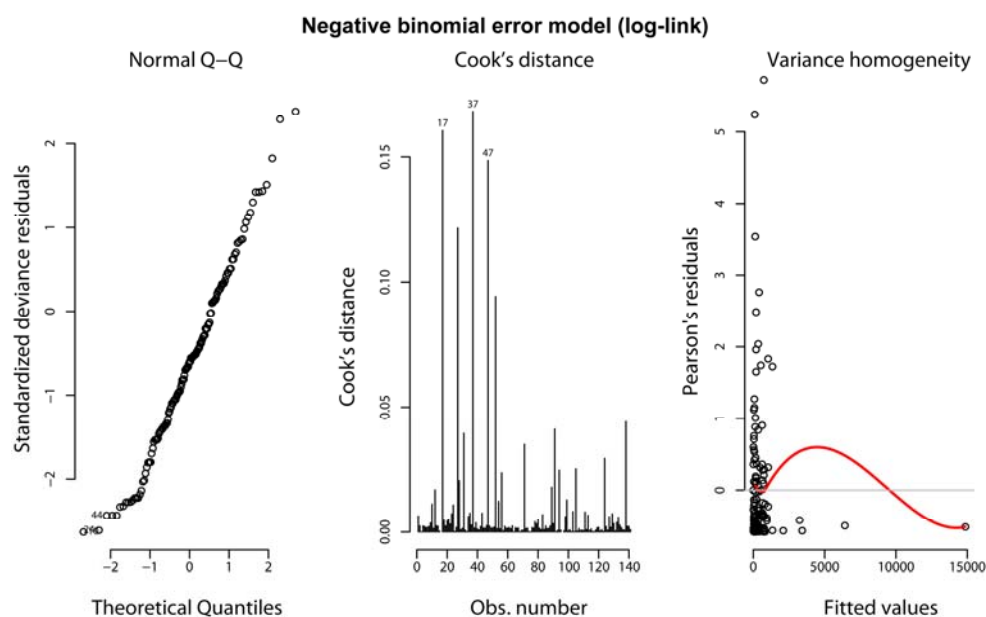 Negative binomial error model (log-link)
Normal Q–Q
Standardized deviance residuals
2
1
0
−1
−2
44
−2 −1 0 1 2
Theoretical Quantiles
Cook's distance
Cook's distance
0.15
0.10
0.05
0.00
17
37
47
0 20 40 60 80 100 120 140
Obs. number
Variance homogeneity
Pearson's residuals
5
4
3
2
1
0
0 5000 10000 15000
Fitted values